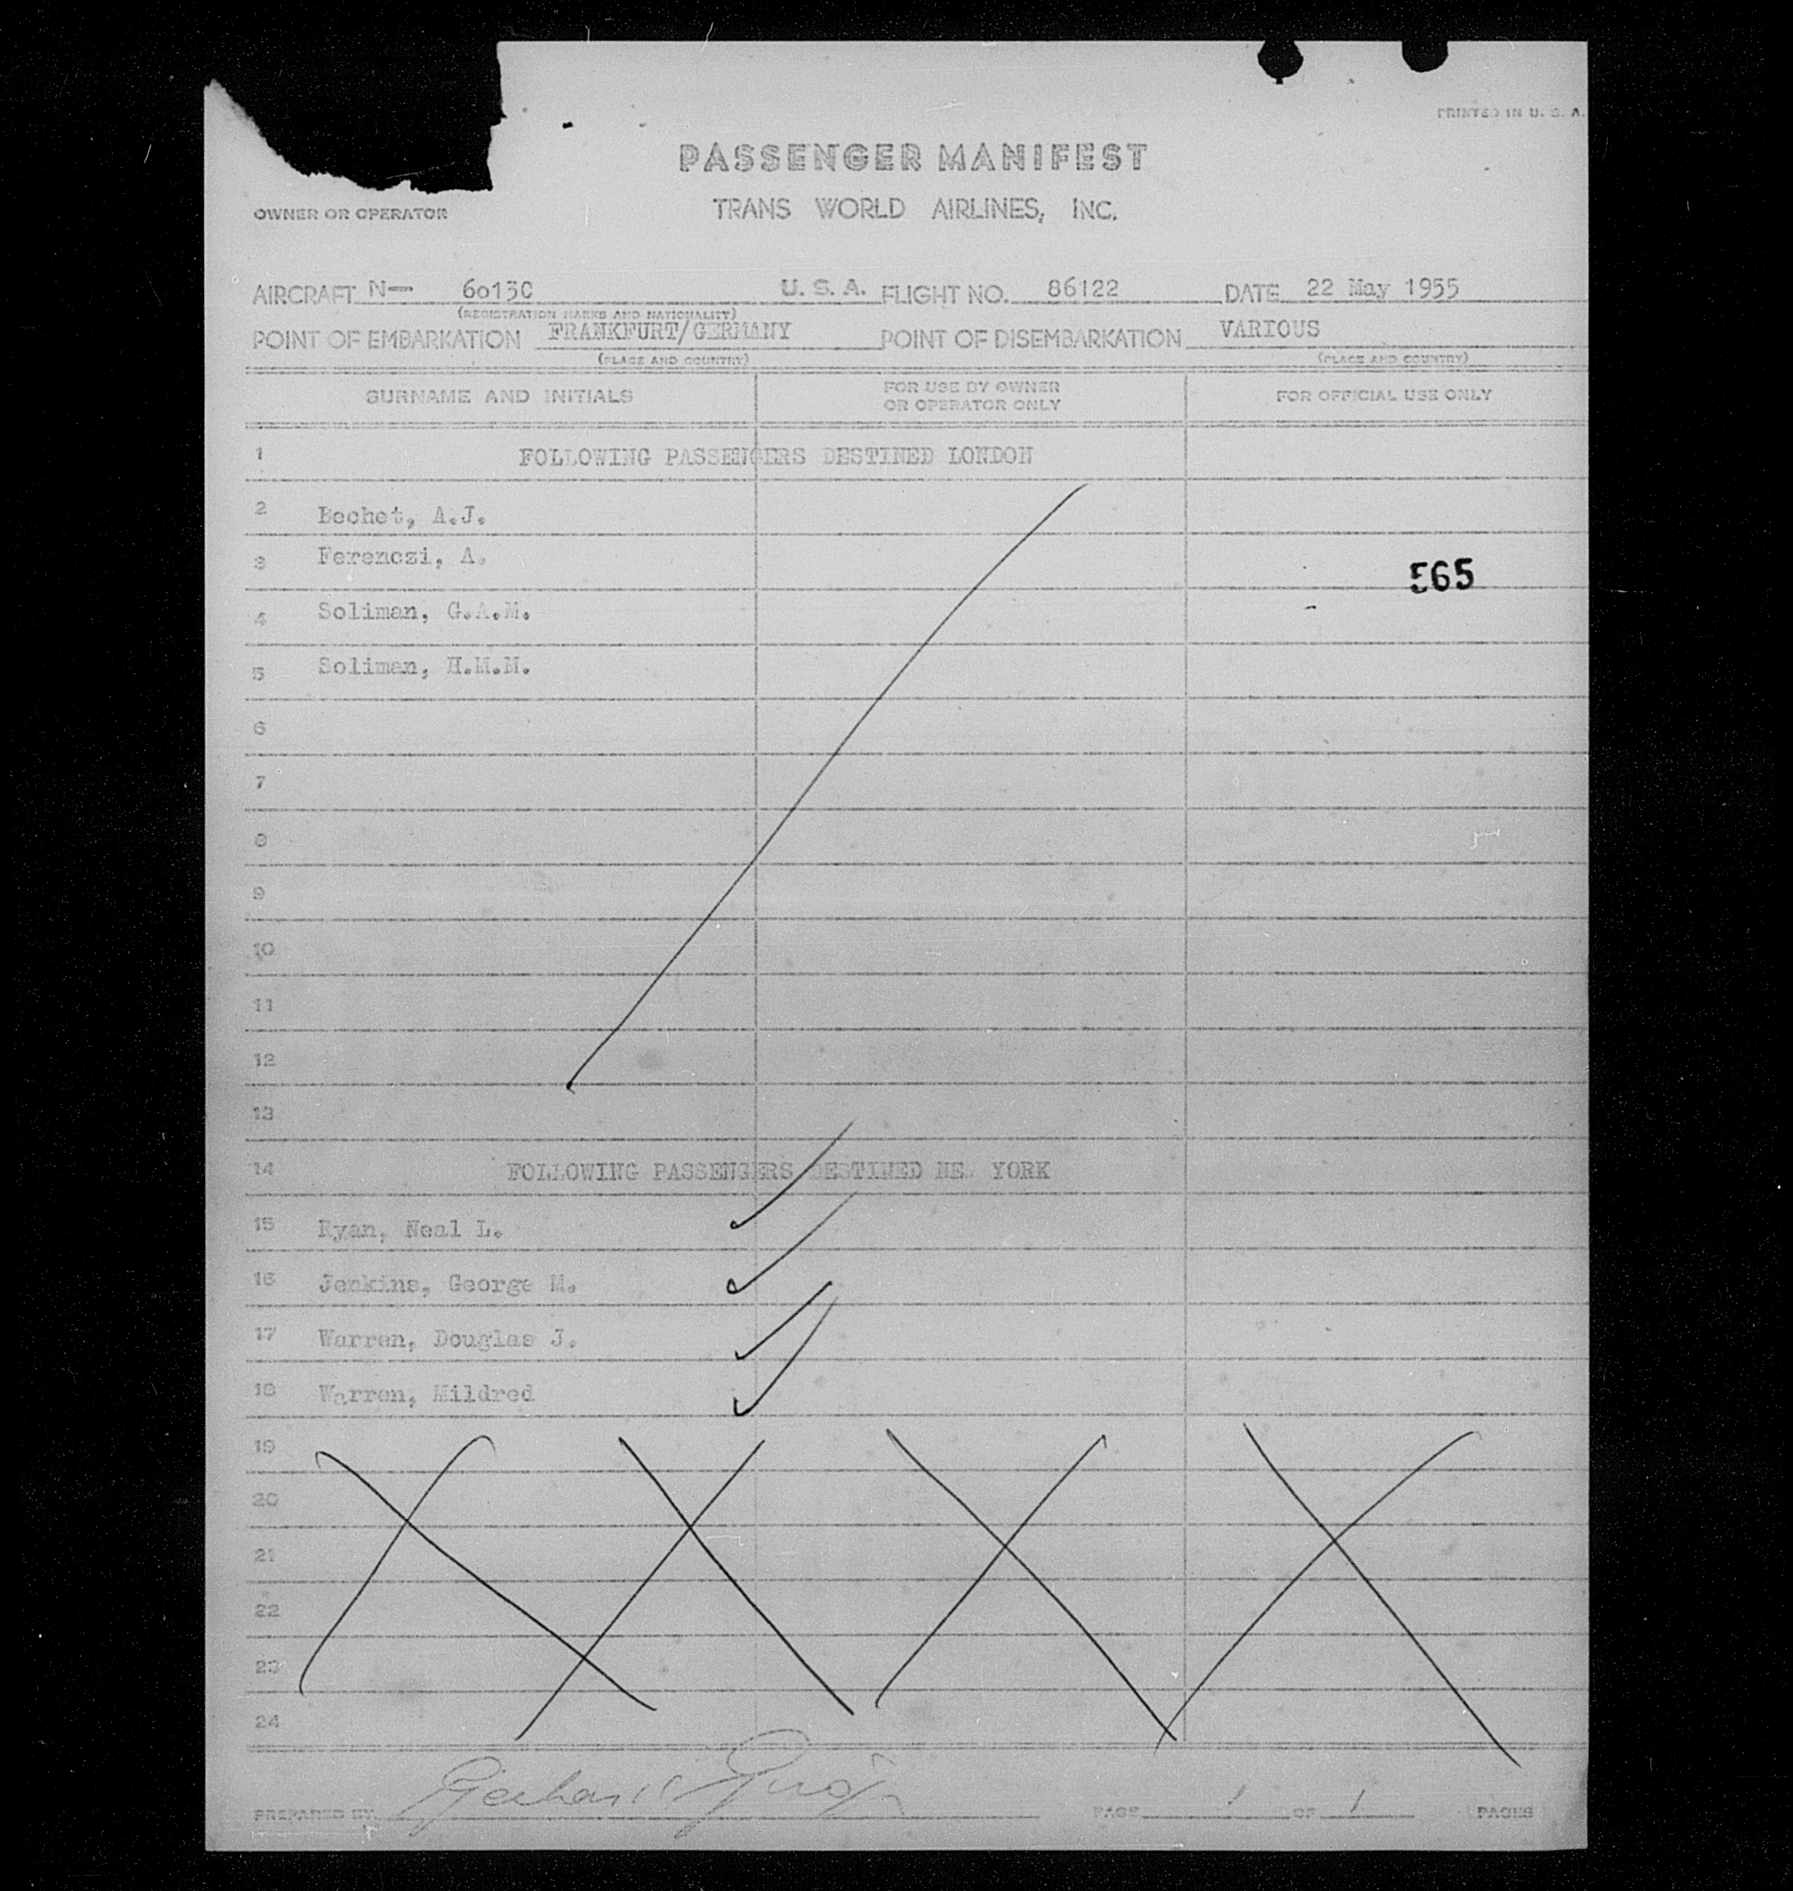 PRINTED IN U. S. A.
PASSENGER MANIFEST
OWNER OR OPERATOR TRANS WORLD AIRLINES, INC.
AIRCRAFT N— 6o13C U. S. A. FLIGHT NO. 86122 DATE 22 May 1955
(REGISTRATION MARKS AND NATIONALITY)
POINT OF EMBARKATION FRANKFURT/GERMANY POINT OF DISEMBARKATION VARIOUS
(PLACE AND COUNTRY) (PLACE AND COUNTRY)
SURNAME AND INITIALS FOR USE BY OWNER OR OPERATOR ONLY FOR OFFICIAL USE ONLY
1 FOLLOWING PASSENGERS DESTINED LONDON
2 Bechet, A.J.
3 Ferenczi, A. 565
4 Soliman, G.A.M.
5 Soliman, H.M.M.
6
7
8
9
10
11
12
13
14 FOLLOWING PASSENGERS DESTINED NE YORK
15 Ryan, Neal L.
16 Jenkins, George M.
17 Warren, Douglas J.
18 Warren, Mildred
19
20
21
22
23
24
PREPARED BY PAGE 1 OF 1 PAGES